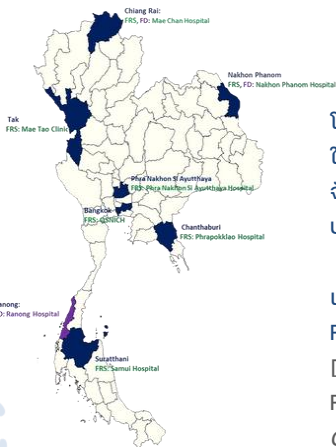 Chiang Rai:
FRS, FD: Mae Chan Hospital
Nakhon Phanom
FRS, FD: Nakhon Phanom Hospital
Tak
FRS: Mae Tao Clinic
Phra Nakhon Si Ayutthaya
FRS: Phra Nakhon Si Ayutthaya Hospital
Bangkok
FRS: QSNICH
Chanthaburi
FRS: Phrapokklao Hospital
anong:
D: Ranong Hospital
Suratthani
FRS: Samui Hospital